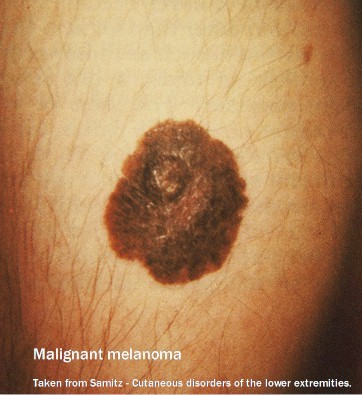 Malignant melanoma
Taken from Samitz - Cutaneous disorders of the lower extremities.